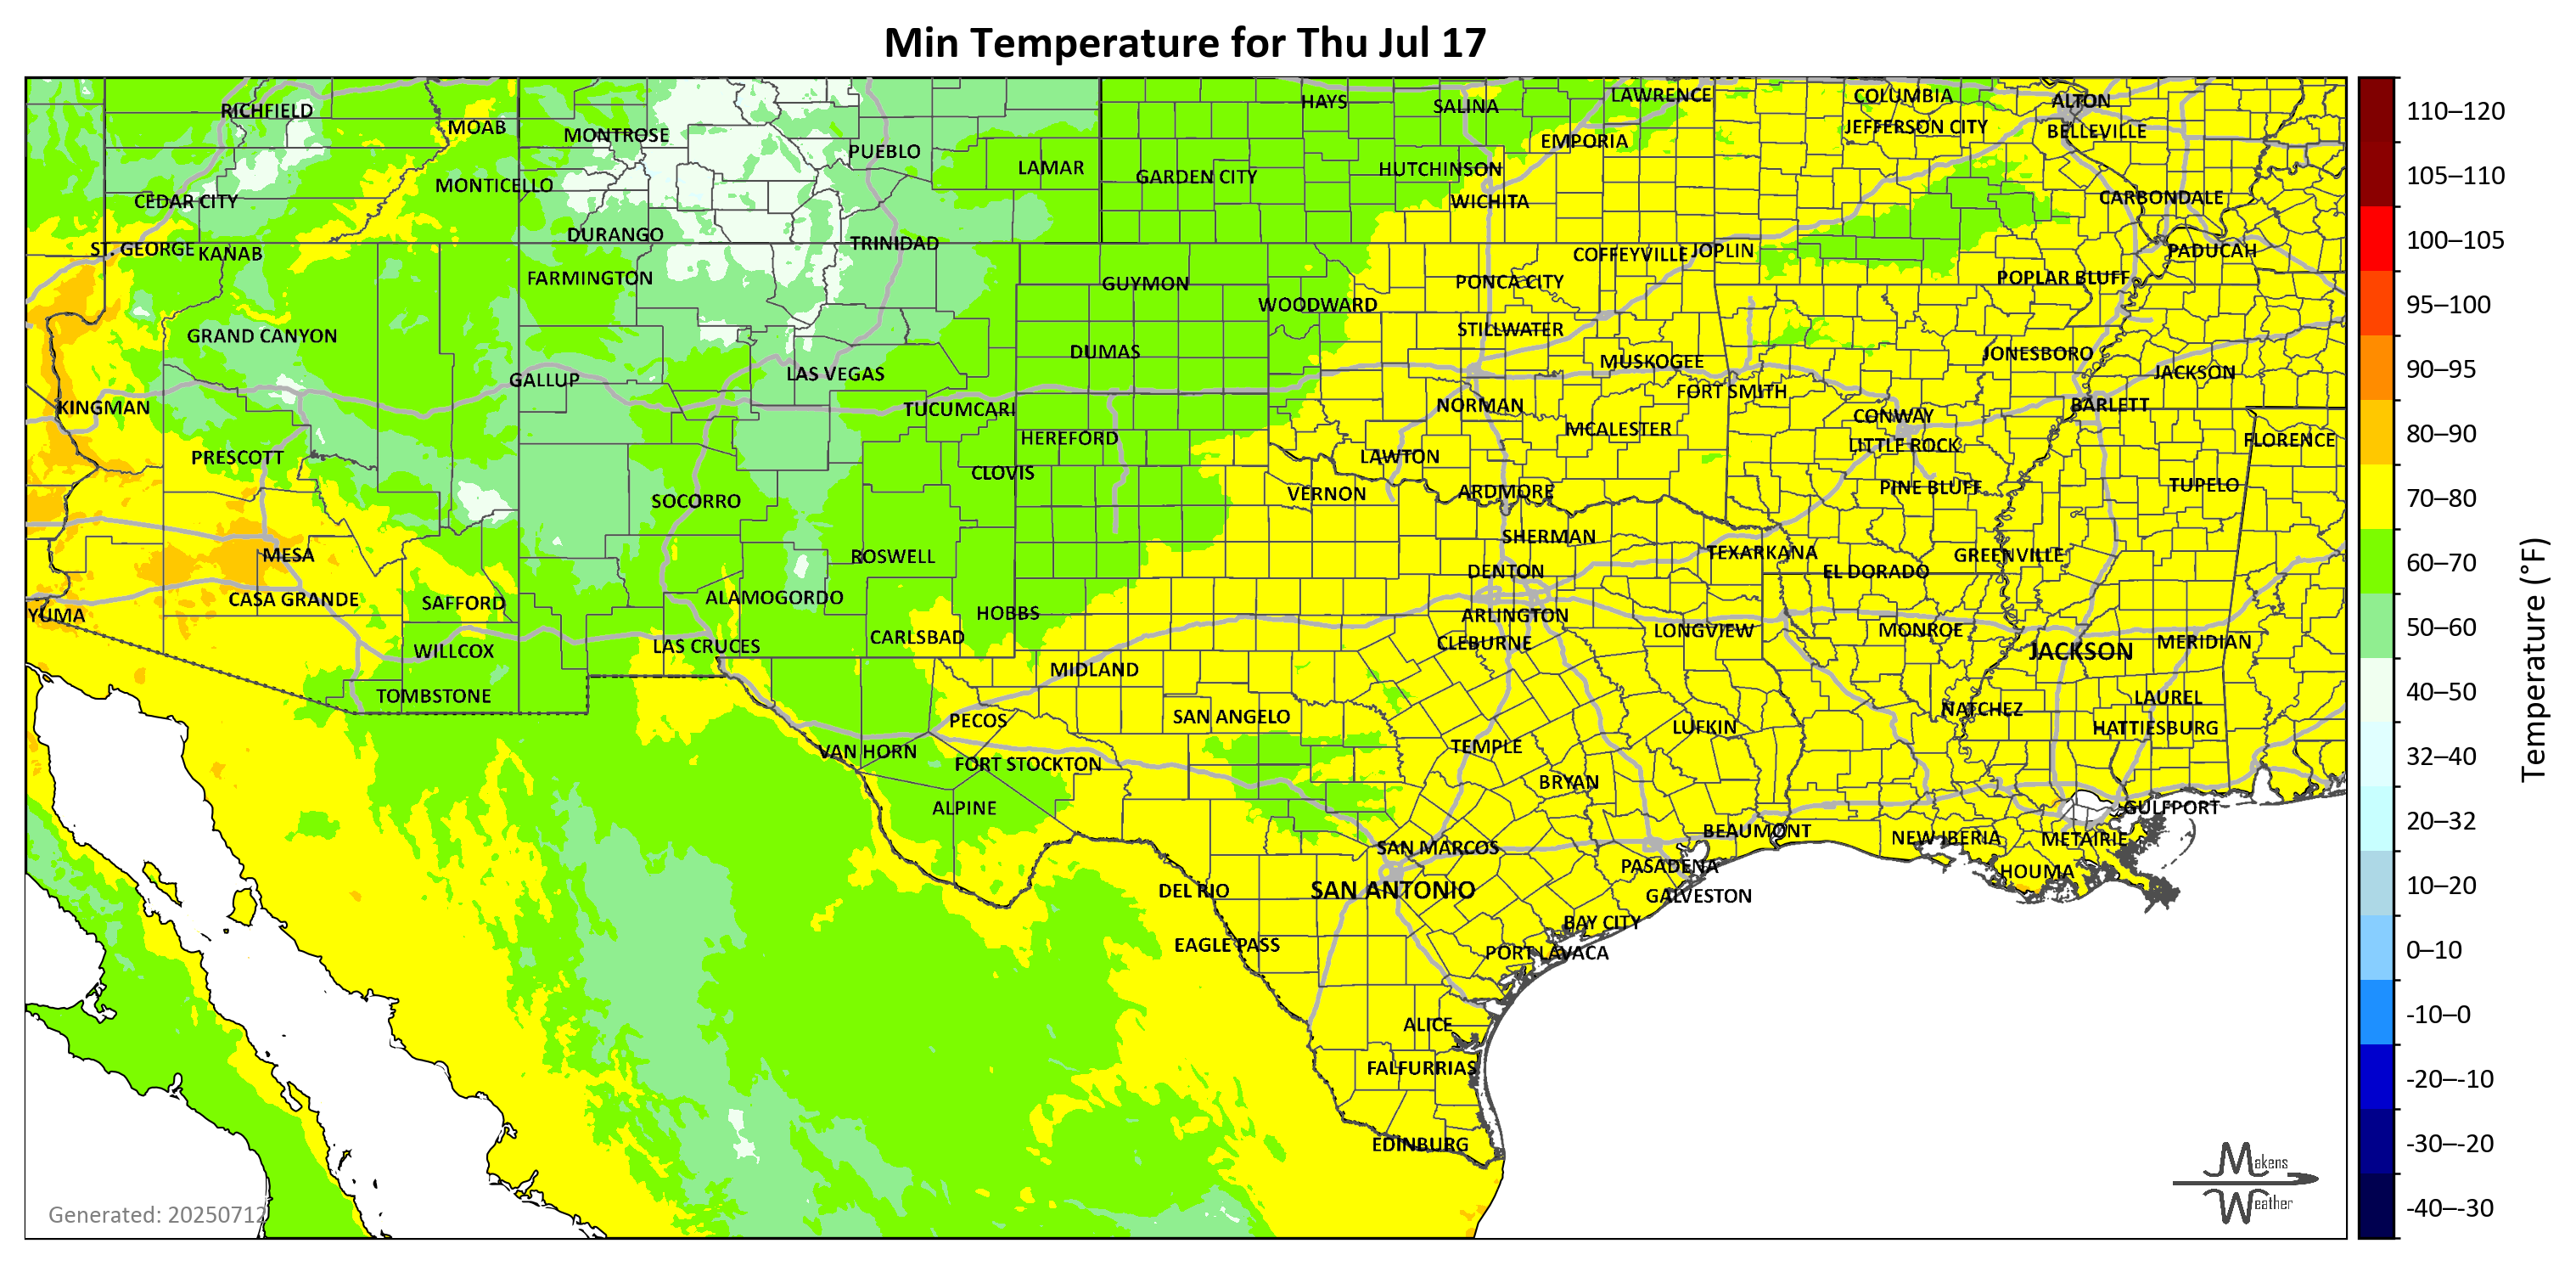 Min Temperature for Thu Jul 17
RICHFIELD
MOAB
MONTROSE
PUEBLO
LAMAR
HAYS
SALINA
LAWRENCE
COLUMBIA
ALTON
GARDEN CITY
HUTCHINSON
EMPORIA
JEFFERSON CITY
BELLEVILLE
CEDAR CITY
MONTICELLO
WICHITA
CARBONDALE
ST. GEORGE
KANAB
DURANGO
TRINIDAD
COFFEYVILLE
JOPLIN
PADUCAH
FARMINGTON
GUYMON
WOODWARD
PONCA CITY
POPLAR BLUFF
GRAND CANYON
DUMAS
STILLWATER
MUSKOGEE
JONESBORO
GALLUP
LAS VEGAS
FORT SMITH
JACKSON
KINGMAN
TUCUMCARI
NORMAN
CONWAY
BARLETT
HEREFORD
MCALESTER
LITTLE ROCK
FLORENCE
PRESCOTT
CLOVIS
LAWTON
SOCORRO
VERNON
ARDMORE
PINE BLUFF
TUPELO
MESA
ROSWELL
SHERMAN
TEXARKANA
GREENVILLE
DENTON
EL DORADO
YUMA
CASA GRANDE
SAFFORD
ALAMOGORDO
HOBBS
ARLINGTON
WILLCOX
LAS CRUCES
CARLSBAD
CLEBURNE
LONGVIEW
MONROE
JACKSON
MERIDIAN
TOMBSTONE
MIDLAND
LAUREL
PECOS
SAN ANGELO
NATCHEZ
HATTIESBURG
VAN HORN
FORT STOCKTON
TEMPLE
LUFKIN
ALPINE
BRYAN
GULFPORT
SAN MARCOS
BEAUMONT
NEW IBERIA
METAIRIE
DEL RIO
SAN ANTONIO
PASADENA
HOUMA
GALVESTON
EAGLE PASS
BAY CITY
PORT LAVACA
ALICE
FALFURRIAS
EDINBURG
Generated: 20250712
Makens
Weather
110–120
105–110
100–105
95–100
90–95
80–90
70–80
60–70
50–60
40–50
32–40
20–32
10–20
0–10
-10–0
-20–-10
-30–-20
-40–-30
Temperature (°F)